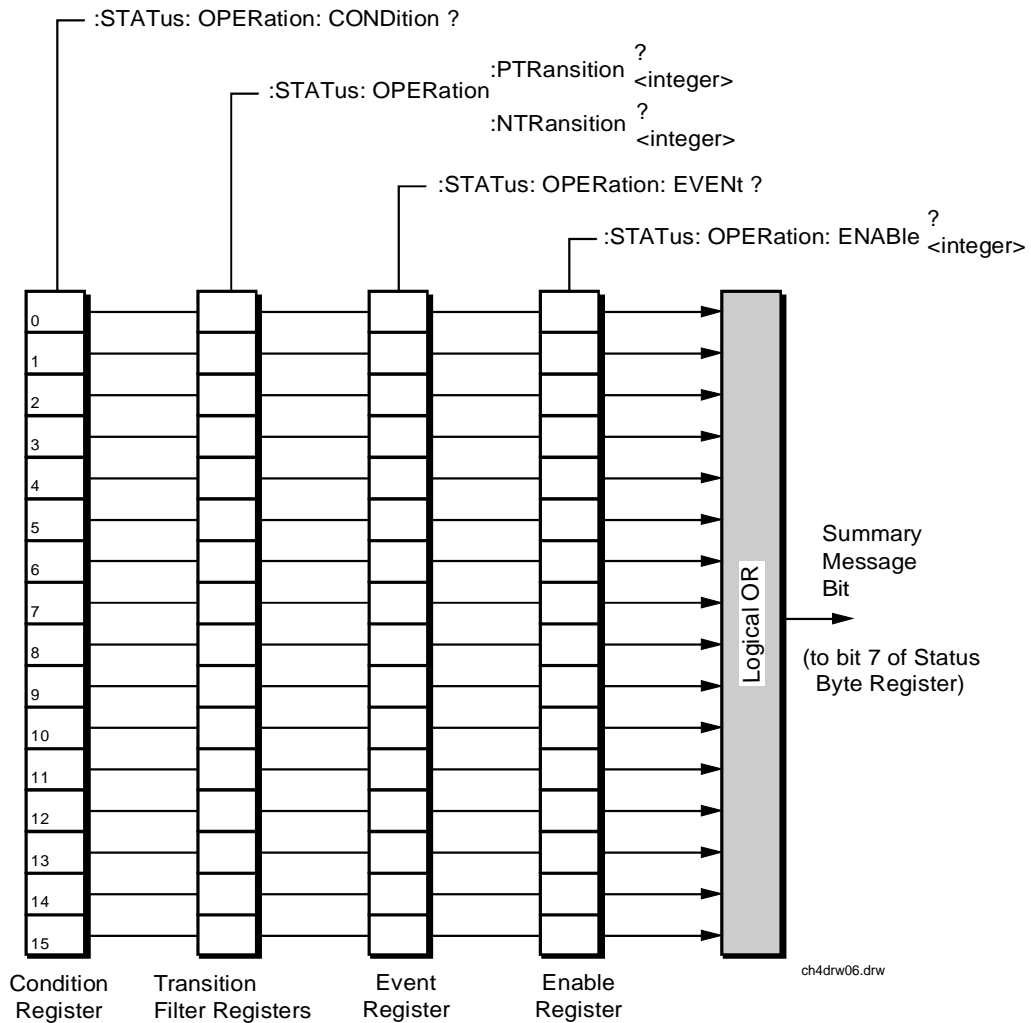 :STATus: OPERation: CONDition ?
:STATus: OPERation
:PTRansition
?
<integer>
:NTRansition
?
<integer>
:STATus: OPERation: EVENt ?
:STATus: OPERation: ENABle
?
<integer>
0
1
2
3
4
5
6
7
8
9
10
11
12
13
14
15
Logical OR
Summary
Message
Bit
(to bit 7 of Status
Byte Register)
Condition
Register
Transition
Filter Registers
Event
Register
Enable
Register
ch4drw06.drw